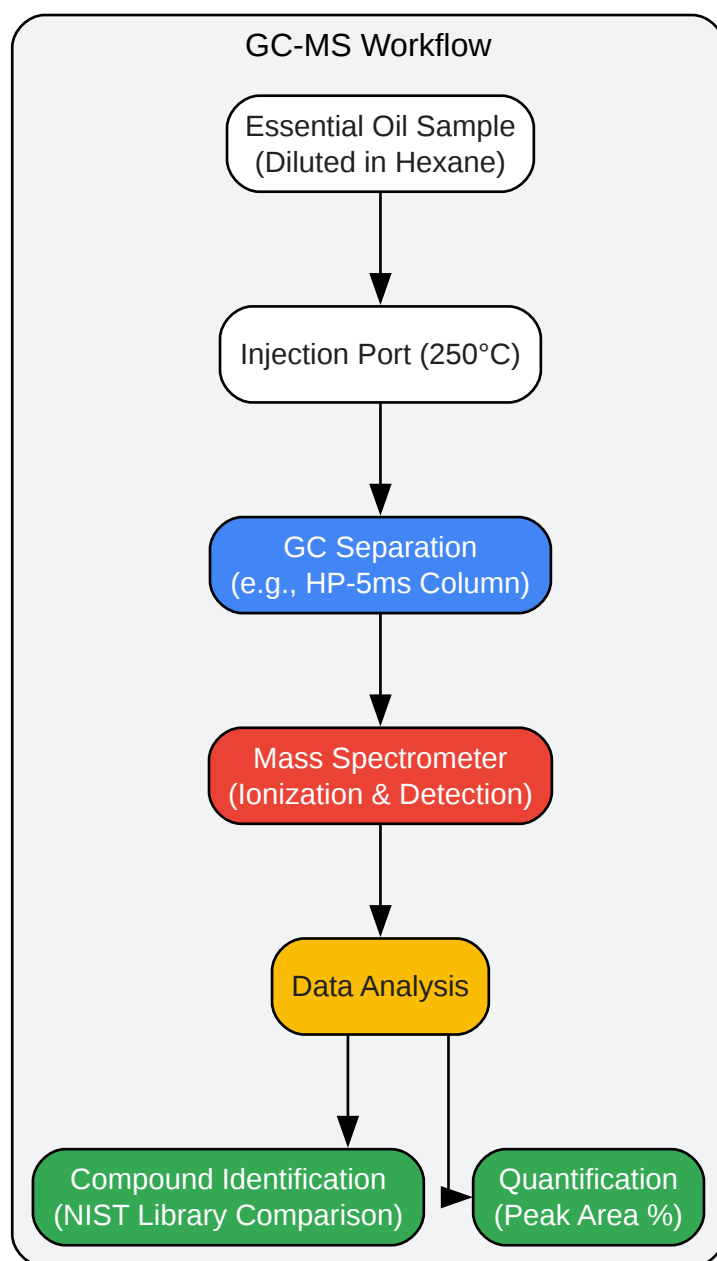 GC-MS Workflow
Essential Oil Sample
(Diluted in Hexane)
Injection Port (250°C)
GC Separation
(e.g., HP-5ms Column)
Mass Spectrometer
(Ionization & Detection)
Data Analysis
Compound Identification
(NIST Library Comparison)
Quantification
(Peak Area %)